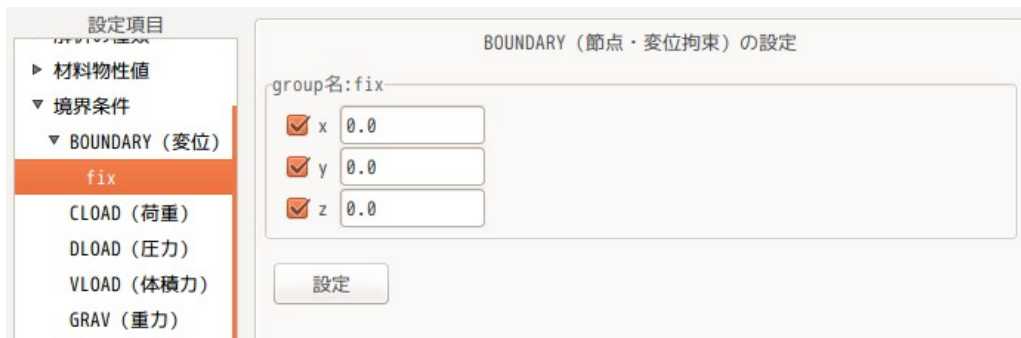 設定項目
▶ 材料物性値
▼ 境界条件
▼ BOUNDARY (変位)
fix
CLOAD (荷重)
DLOAD (圧力)
VLOAD (体積力)
GRAV (重力)
BOUNDARY (節点・変位拘束) の設定
group名:fix
x 0.0
y 0.0
z 0.0
設定